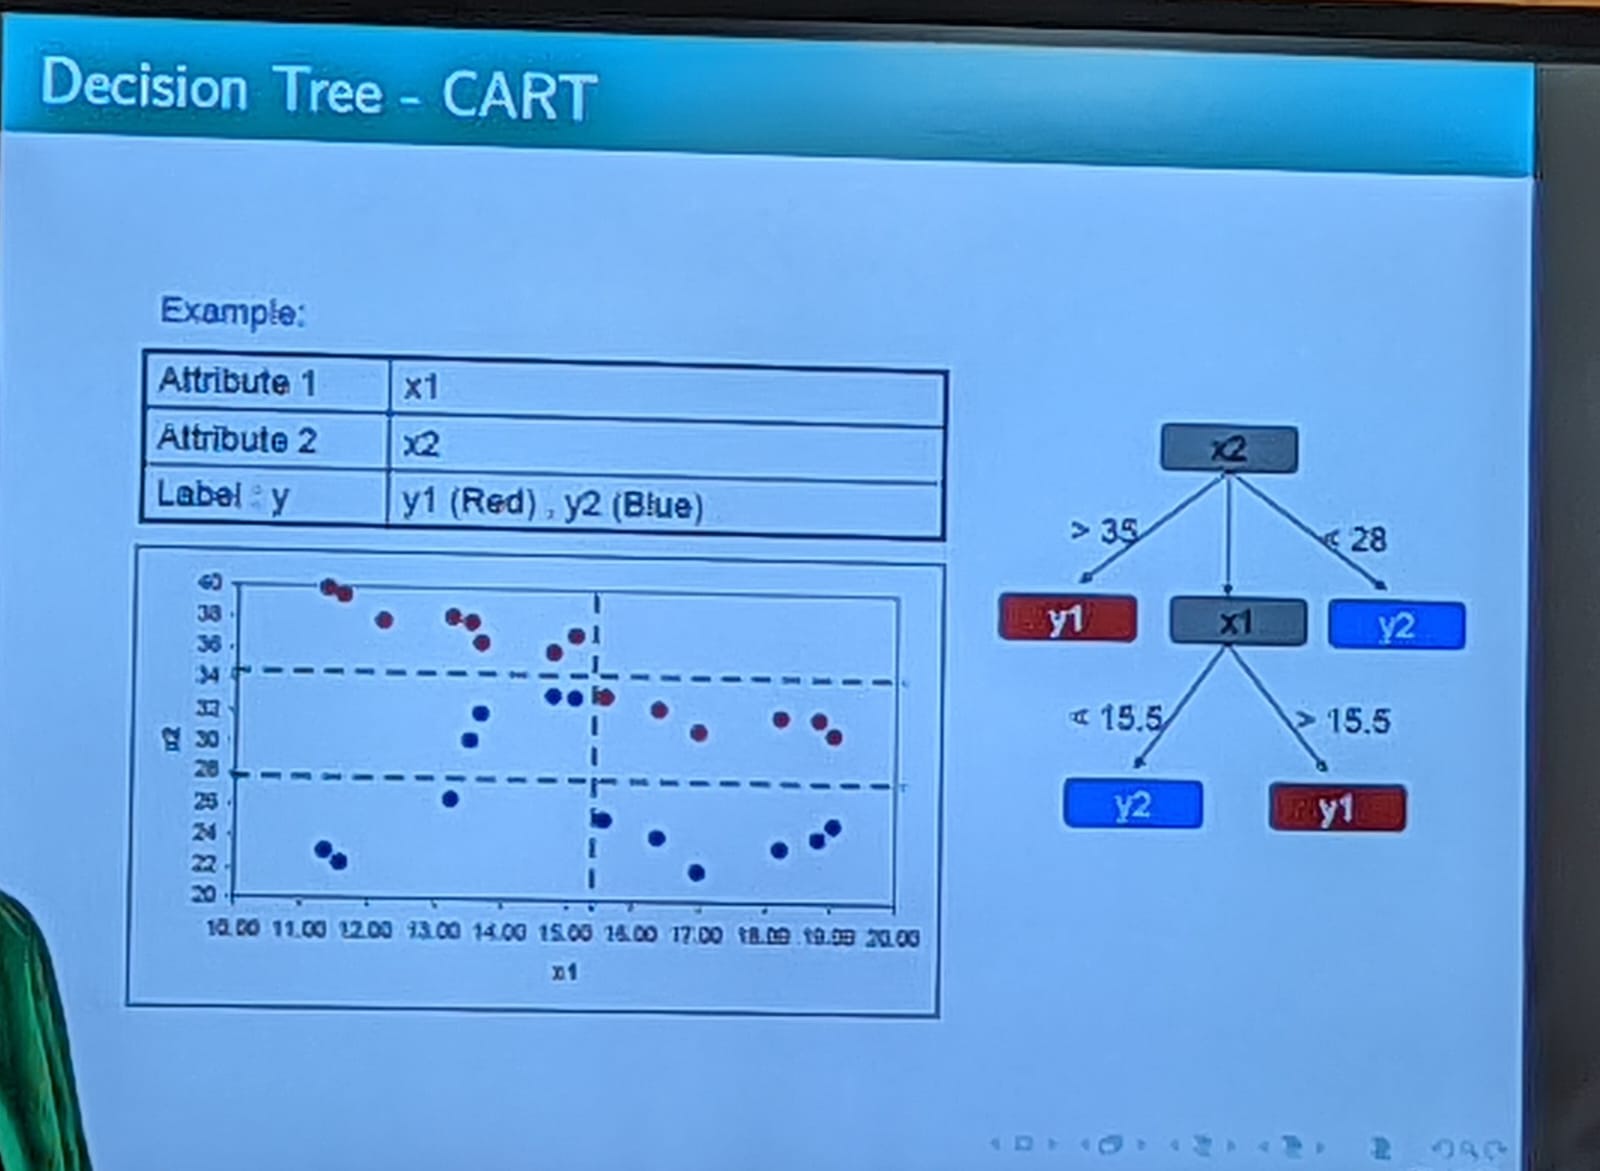 Decision Tree - CART
Example:
Attribute 1 x1
Attribute 2 x2
Label : y y1 (Red) , y2 (Blue)
x2
> 35
< 28
y1
x1
y2
< 15.5
> 15.5
y2
y1
40
38
36
34
32
30
28
26
24
22
20
x2
10.00 11.00 12.00 13.00 14.00 15.00 16.00 17.00 18.00 19.00 20.00
x1